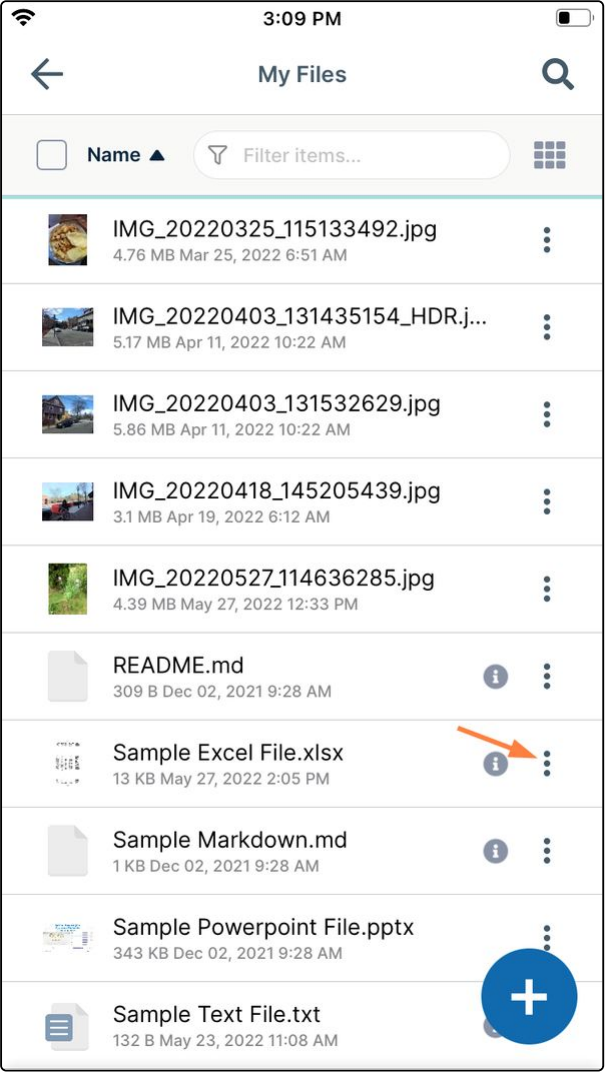 3:09 PM
My Files
Name ▲ Filter items...
IMG_20220325_115133492.jpg
4.76 MB Mar 25, 2022 6:51 AM
IMG_20220403_131435154_HDR.j...
5.17 MB Apr 11, 2022 10:22 AM
IMG_20220403_131532629.jpg
5.86 MB Apr 11, 2022 10:22 AM
IMG_20220418_145205439.jpg
3.1 MB Apr 19, 2022 6:12 AM
IMG_20220527_114636285.jpg
4.39 MB May 27, 2022 12:33 PM
README.md
309 B Dec 02, 2021 9:28 AM
Sample Excel File.xlsx
13 KB May 27, 2022 2:05 PM
Sample Markdown.md
1 KB Dec 02, 2021 9:28 AM
Sample Powerpoint File.pptx
343 KB Dec 02, 2021 9:28 AM
Sample Text File.txt
132 B May 23, 2022 11:08 AM